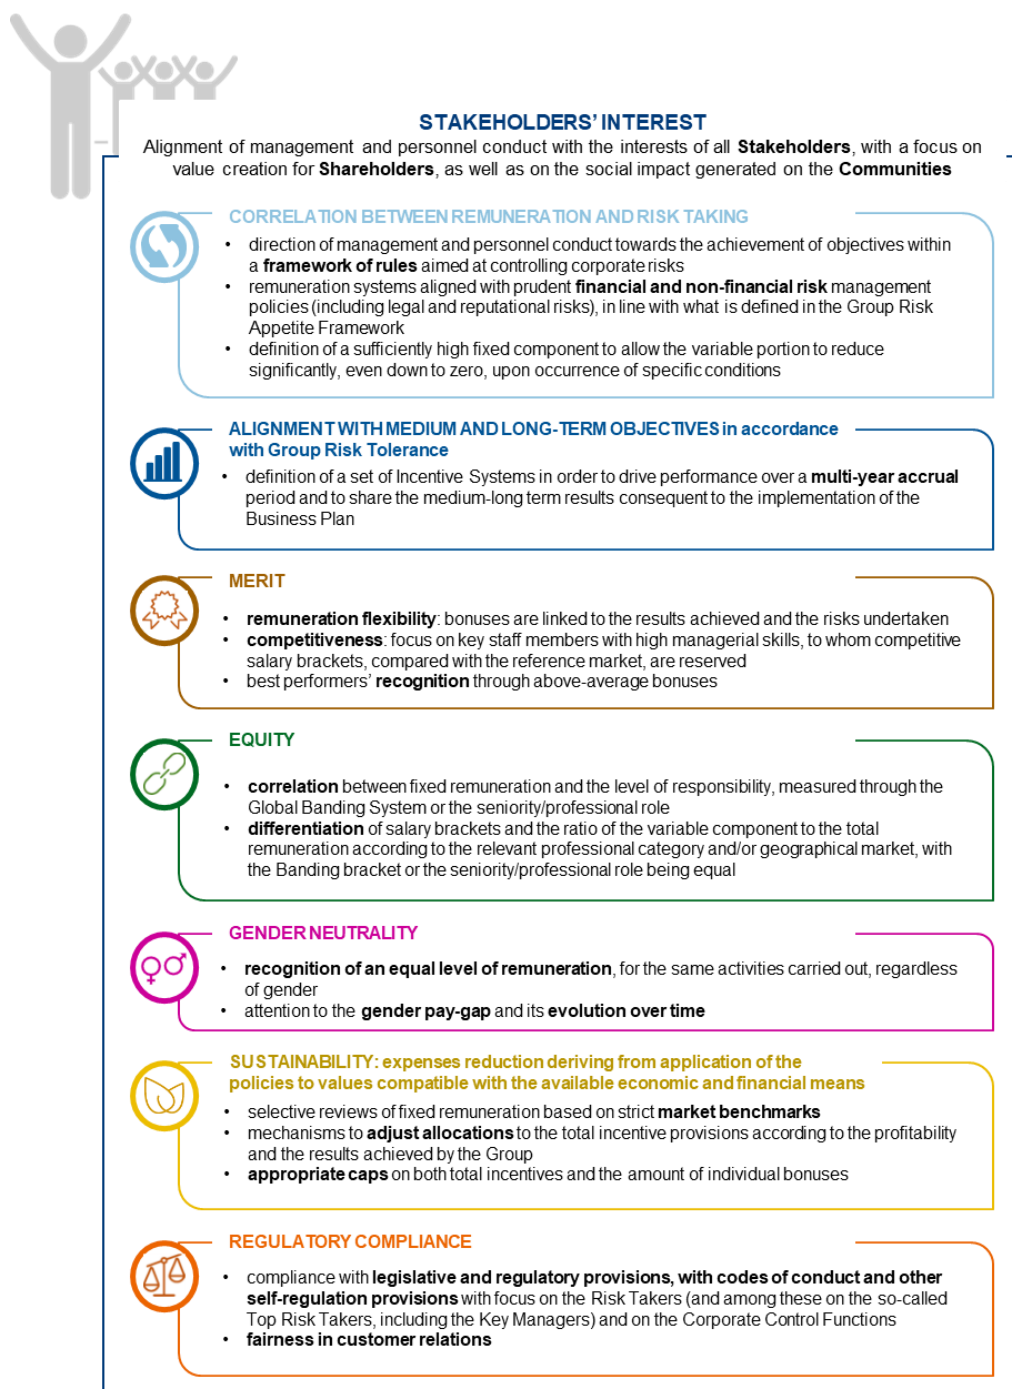 STAKEHOLDERS' INTEREST
Alignment of management and personnel conduct with the interests of all Stakeholders, with a focus on
value creation for Shareholders, as well as on the social impact generated on the Communities
CORRELATION BETWEEN REMUNERATION AND RISK TAKING
• direction of management and personnel conduct towards the achievement of objectives within
a framework of rules aimed at controlling corporate risks
• remuneration systems aligned with prudent financial and non-financial risk management
policies (including legal and reputational risks), in line with what is defined in the Group Risk
Appetite Framework
• definition of a sufficiently high fixed component to allow the variable portion to reduce
significantly, even down to zero, upon occurrence of specific conditions
ALIGNMENT WITH MEDIUM AND LONG-TERM OBJECTIVES in accordance
with Group Risk Tolerance
• definition of a set of Incentive Systems in order to drive performance over a multi-year accrual
period and to share the medium-long term results consequent to the implementation of the
Business Plan
MERIT
• remuneration flexibility: bonuses are linked to the results achieved and the risks undertaken
• competitiveness: focus on key staff members with high managerial skills, to whom competitive
salary brackets, compared with the reference market, are reserved
• best performers' recognition through above-average bonuses
EQUITY
• correlation between fixed remuneration and the level of responsibility, measured through the
Global Banding System or the seniority/professional role
• differentiation of salary brackets and the ratio of the variable component to the total
remuneration according to the relevant professional category and/or geographical market, with
the Banding bracket or the seniority/professional role being equal
GENDER NEUTRALITY
• recognition of an equal level of remuneration, for the same activities carried out, regardless
of gender
• attention to the gender pay-gap and its evolution over time
SUSTAINABILITY: expenses reduction deriving from application of the
policies to values compatible with the available economic and financial means
• selective reviews of fixed remuneration based on strict market benchmarks
• mechanisms to adjust allocations to the total incentive provisions according to the profitability
and the results achieved by the Group
• appropriate caps on both total incentives and the amount of individual bonuses
REGULATORY COMPLIANCE
• compliance with legislative and regulatory provisions, with codes of conduct and other
self-regulation provisions with focus on the Risk Takers (and among these on the so-called
Top Risk Takers, including the Key Managers) and on the Corporate Control Functions
• fairness in customer relations